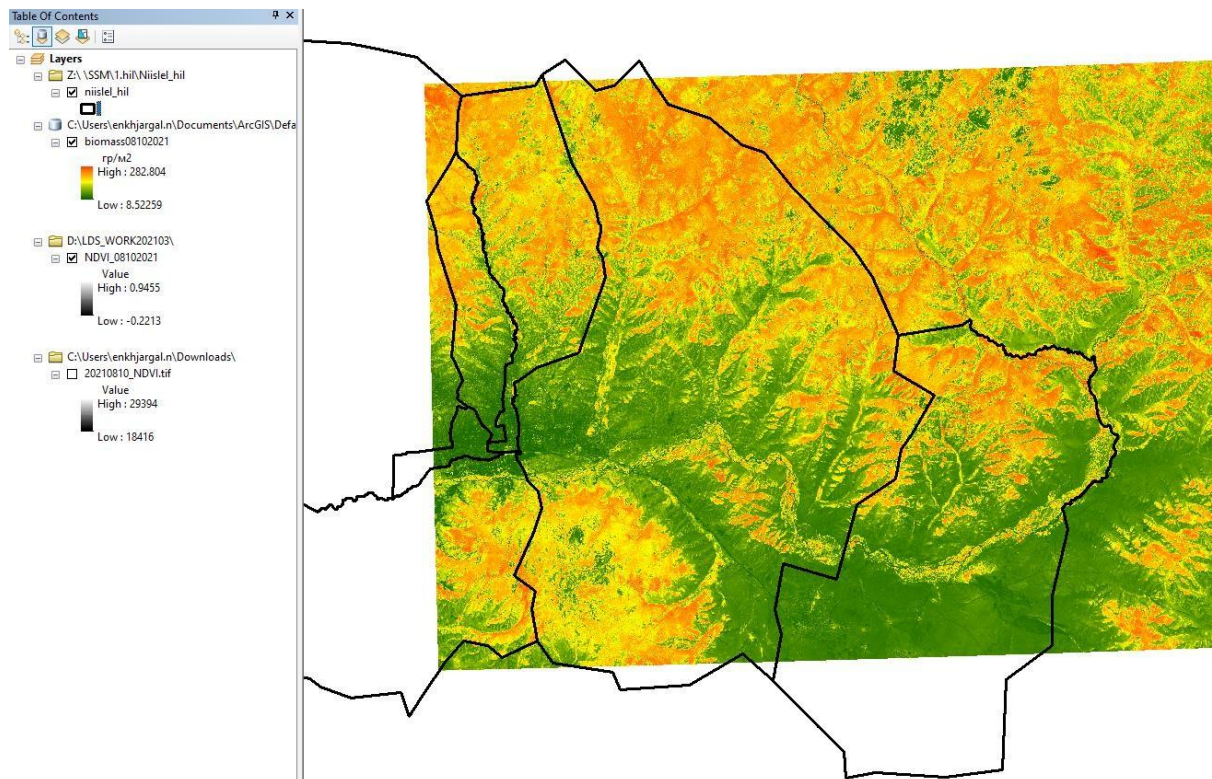 Table Of Contents
Layers
Z:\ \SSM\1.hil\Niislel_hil
niislel_hil
C:\Users\enkhjargal.n\Documents\ArcGIS\Defa
biomass08102021
гр/м2
High : 282.804
Low : 8.52259
D:\LDS_WORK202103\
NDVI_08102021
Value
High : 0.9455
Low : -0.2213
C:\Users\enkhjargal.n\Downloads\
20210810_NDVI.tif
Value
High : 29394
Low : 18416